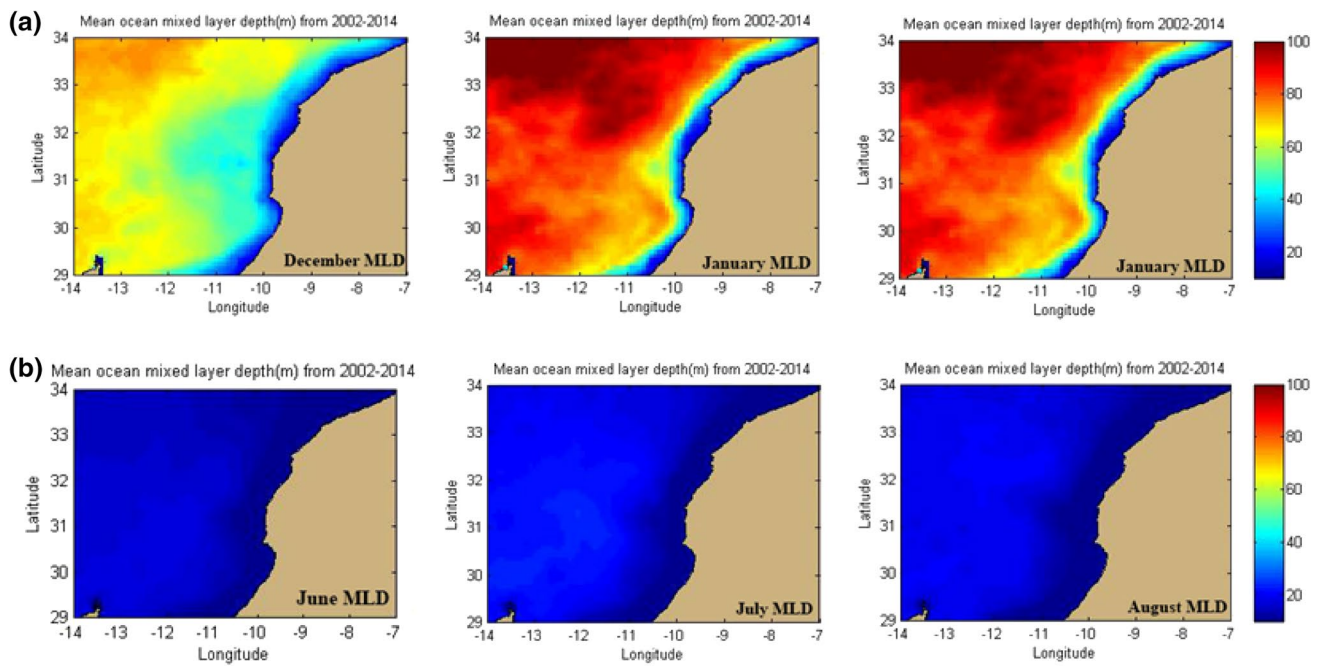 (a)
Mean ocean mixed layer depth(m) from 2002-2014
Mean ocean mixed layer depth(m) from 2002-2014
Mean ocean mixed layer depth(m) from 2002-2014
34
33
32
31
30
29
Latitude
December MLD
-14 -13 -12 -11 -10 -9 -8 -7
Longitude
34
33
32
31
30
29
Latitude
January MLD
-14 -13 -12 -11 -10 -9 -8 -7
Longitude
34
33
32
31
30
29
Latitude
January MLD
-14 -13 -12 -11 -10 -9 -8 -7
Longitude
100
80
60
40
20
(b)
Mean ocean mixed layer depth(m) from 2002-2014
Mean ocean mixed layer depth(m) from 2002-2014
Mean ocean mixed layer depth(m) from 2002-2014
34
33
32
31
30
29
Latitude
June MLD
-14 -13 -12 -11 -10 -9 -8 -7
Longitude
34
33
32
31
30
29
Latitude
July MLD
-14 -13 -12 -11 -10 -9 -8 -7
Longitude
34
33
32
31
30
29
Latitude
August MLD
-14 -13 -12 -11 -10 -9 -8 -7
Longitude
100
80
60
40
20